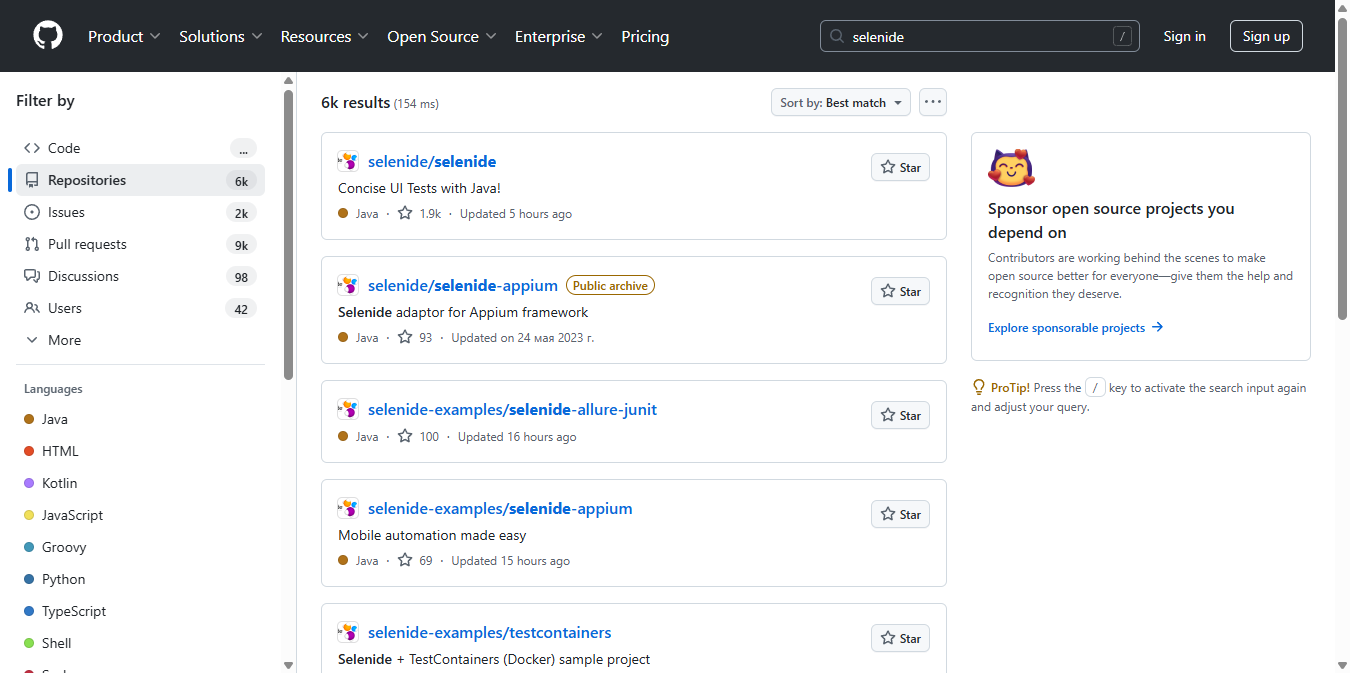 Product Solutions Resources Open Source Enterprise Pricing selenide / Sign in Sign up
Filter by
Code ...
Repositories 6k
Issues 2k
Pull requests 9k
Discussions 98
Users 42
More
Languages
Java
HTML
Kotlin
JavaScript
Groovy
Python
TypeScript
Shell
6k results (154 ms)
Sort by: Best match
selenide/selenide
Star
Concise UI Tests with Java!
Java · 1.9k · Updated 5 hours ago
selenide/selenide-appium Public archive
Star
Selenide adaptor for Appium framework
Java · 93 · Updated on 24 мая 2023 г.
selenide-examples/selenide-allure-junit
Star
Java · 100 · Updated 16 hours ago
selenide-examples/selenide-appium
Star
Mobile automation made easy
Java · 69 · Updated 15 hours ago
selenide-examples/testcontainers
Star
Selenide + TestContainers (Docker) sample project
Sponsor open source projects you
depend on
Contributors are working behind the scenes to make
open source better for everyone—give them the help and
recognition they deserve.
Explore sponsorable projects →
ProTip! Press the / key to activate the search input again
and adjust your query.